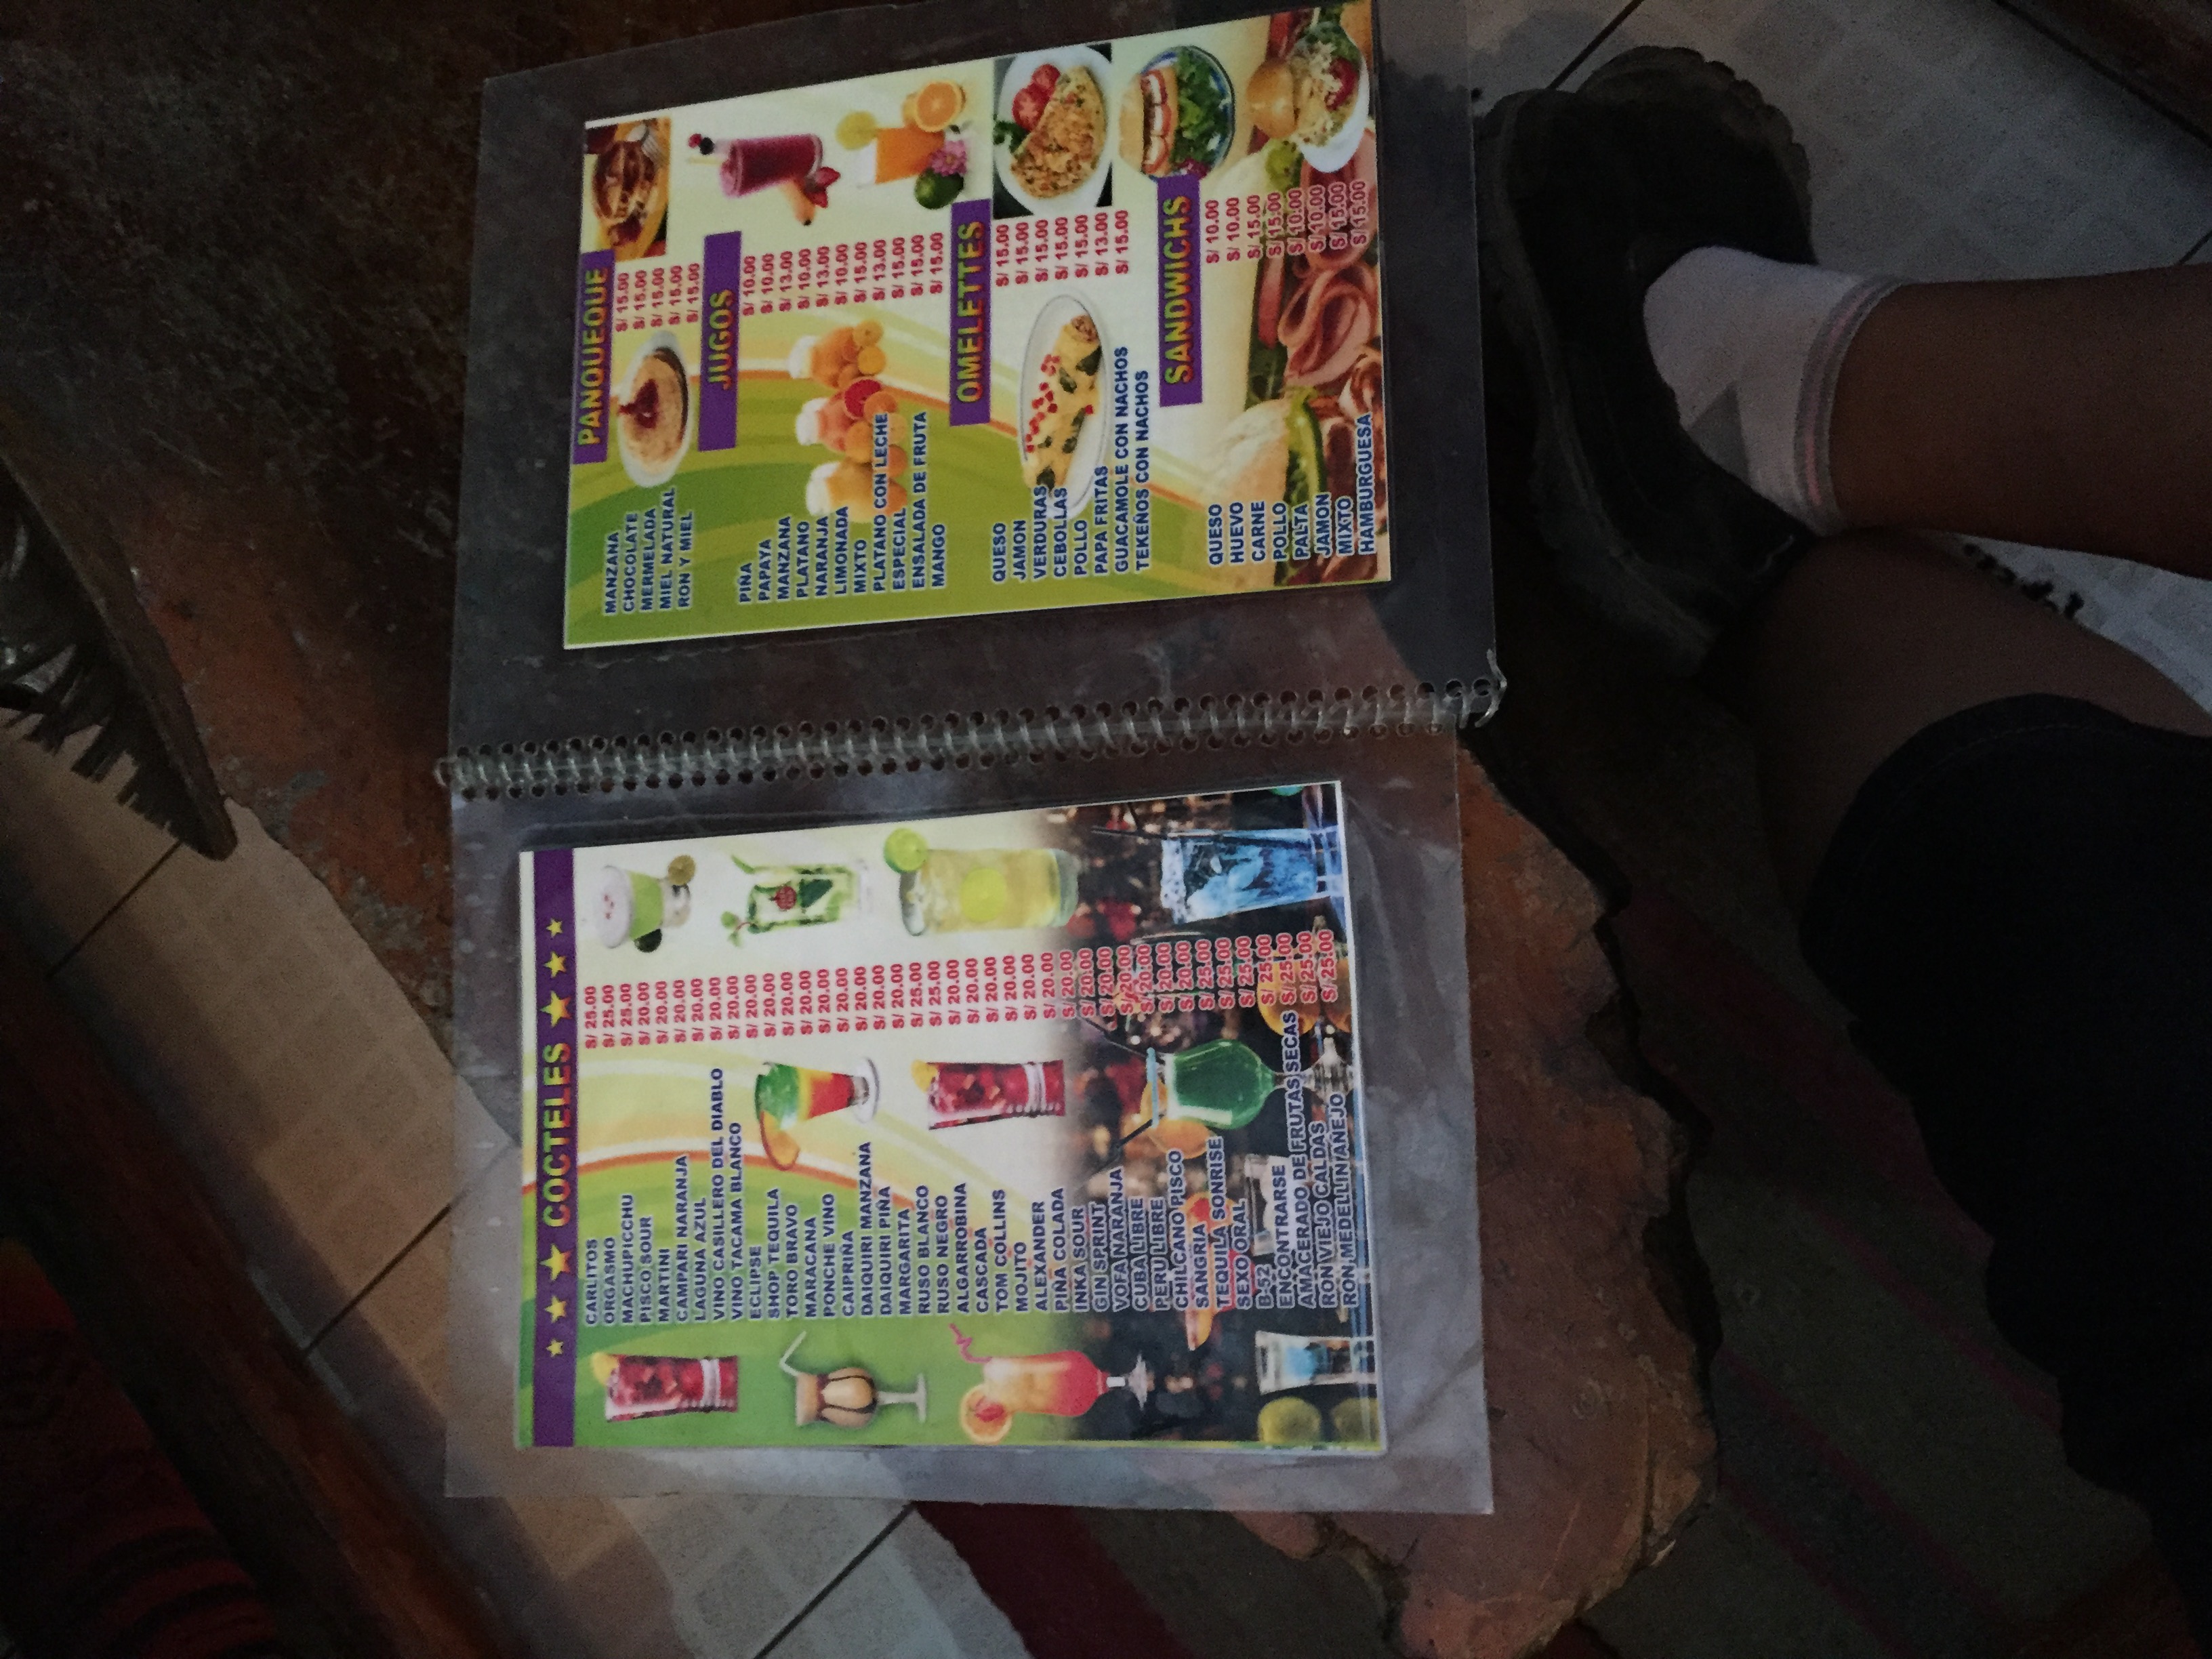 COCTELES
CARLITOS S/ 25.00
ORGASMO S/ 25.00
MACHUPICCHU S/ 25.00
PISCO SOUR S/ 20.00
MARTINI S/ 20.00
CAMPARI NARANJA S/ 20.00
LAGUNA AZUL S/ 20.00
VINO CASILLERO DEL DIABLO S/ 20.00
VINO TACAMA BLANCO S/ 20.00
ECLIPSE S/ 20.00
SHOP TEQUILA S/ 20.00
TORO BRAVO S/ 20.00
MARACANA S/ 20.00
PONCHE VINO S/ 20.00
CAIPRIÑA S/ 20.00
DAIQUIRI MANZANA S/ 20.00
DAIQUIRI PIÑA S/ 20.00
MARGARITA S/ 20.00
RUSO BLANCO S/ 25.00
RUSO NEGRO S/ 25.00
ALGARROBINA S/ 20.00
CASCADA S/ 20.00
TOM COLLINS S/ 20.00
MOJITO S/ 20.00
ALEXANDER S/ 20.00
PIÑA COLADA S/ 20.00
INKA SOUR S/ 20.00
GIN SPRINT S/ 20.00
VOFA NARANJA S/ 20.00
CUBA LIBRE S/ 20.00
PERU LIBRE S/ 20.00
CHILCANO PISCO S/ 20.00
SANGRIA S/ 20.00
TEQUILA SONRISE S/ 25.00
SEXO ORAL S/ 25.00
B-52 S/ 25.00
ENCONTRARSE S/ 25.00
AMACERADO DE FRUTAS SECAS S/ 25.00
RON VIEJO CALDAS S/ 25.00
RON MEDELLIN AÑEJO S/ 25.00
PANQUEQUE
MANZANA S/ 15.00
CHOCOLATE S/ 15.00
MERMELADA S/ 15.00
MIEL NATURAL S/ 15.00
RON Y MIEL S/ 15.00
JUGOS
PIÑA S/ 10.00
PAPAYA S/ 10.00
MANZANA S/ 13.00
PLATANO S/ 10.00
NARANJA S/ 13.00
LIMONADA S/ 10.00
MIXTO S/ 15.00
PLATANO CON LECHE S/ 13.00
ESPECIAL S/ 15.00
ENSALADA DE FRUTA S/ 15.00
MANGO S/ 15.00
OMELETTES
QUESO S/ 15.00
JAMON S/ 15.00
VERDURAS S/ 15.00
CEBOLLAS S/ 15.00
POLLO S/ 15.00
PAPA FRITAS S/ 13.00
GUACAMOLE CON NACHOS S/ 15.00
TEKEÑOS CON NACHOS
SANDWICHS
QUESO S/ 10.00
HUEVO S/ 10.00
CARNE S/ 15.00
POLLO S/ 15.00
PALTA S/ 10.00
JAMON S/ 10.00
MIXTO S/ 15.00
HAMBURGUESA S/ 15.00